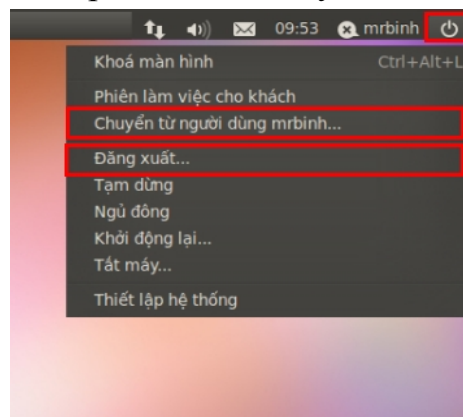 09:53 mrbinh
Khoá màn hình Ctrl+Alt+L
Phiên làm việc cho khách
Chuyển từ người dùng mrbinh...
Đăng xuất...
Tạm dừng
Ngủ đông
Khởi động lại...
Tắt máy...
Thiết lập hệ thống